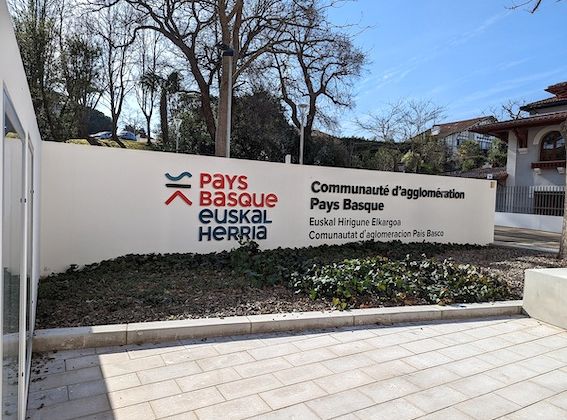 PAYS
BASQUE
EUSKAL
HERRIA
Communauté d'agglomération
Pays Basque
Euskal Hirigune Elkargoa
Comunautat d'aglomeracion País Basco